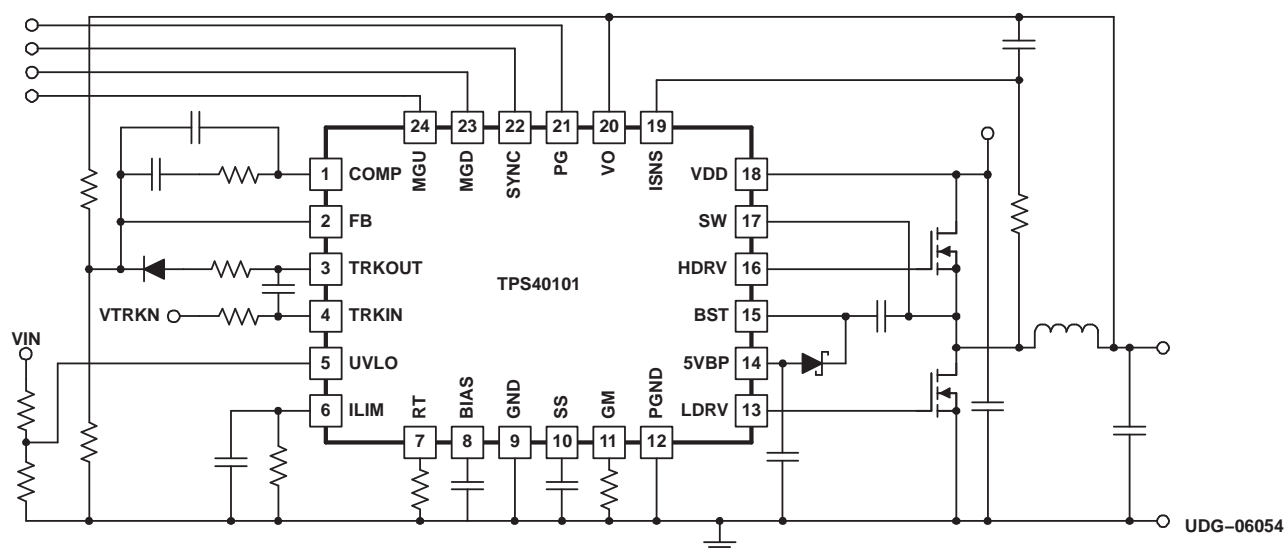 24 23 22 21 20 19
MGU MGD SYNC PG VO ISNS
1 COMP
2 FB
3 TRKOUT
4 TRKIN
5 UVLO
6 ILIM
VTRKN
VIN
TPS40101
VDD 18
SW 17
HDRV 16
BST 15
5VBP 14
LDRV 13
RT BIAS GND SS GM PGND
7 8 9 10 11 12
UDG–06054